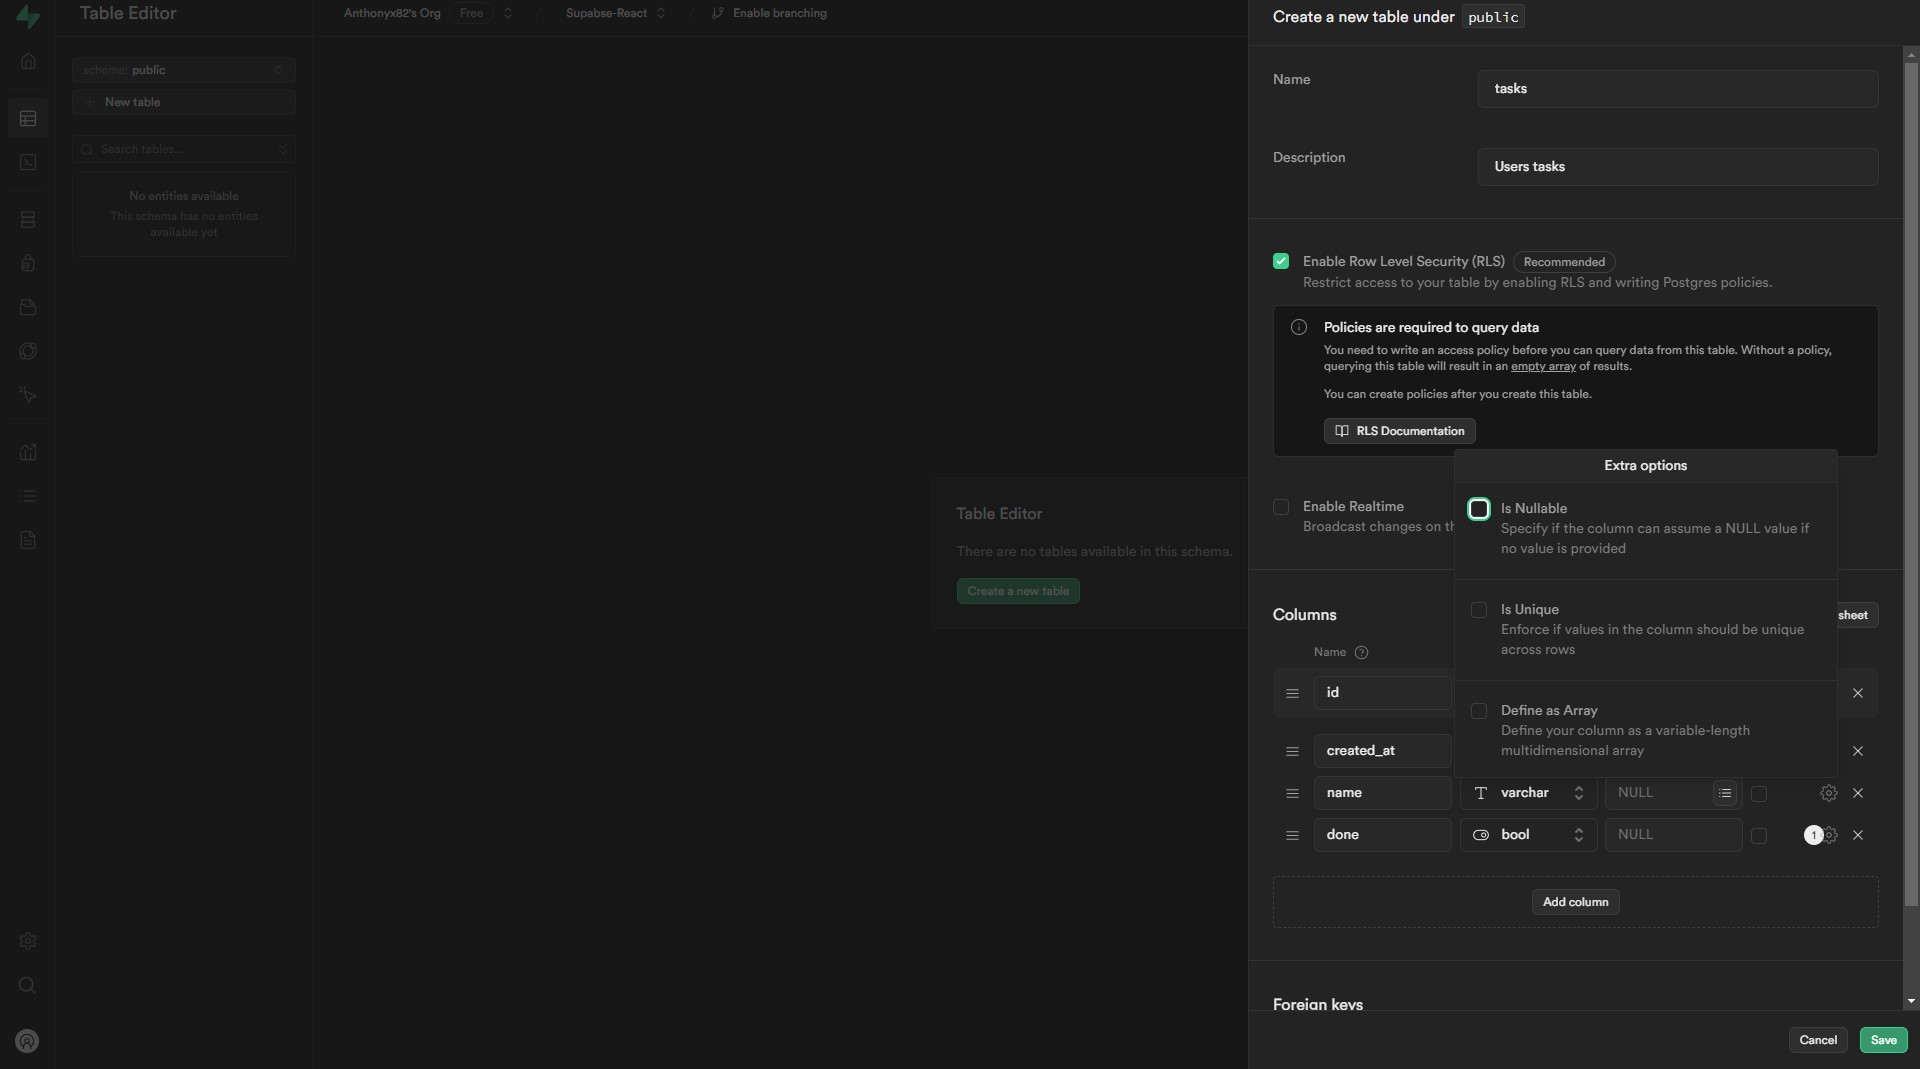 Table Editor
Anthonyx82's Org
Free
/
Supabse-React
/
Enable branching
schema: public
New table
Search tables...
No entities available
This schema has no entities
available yet
Table Editor
There are no tables available in this schema.
Create a new table
Create a new table under public
Name
tasks
Description
Users tasks
Enable Row Level Security (RLS)
Recommended
Restrict access to your table by enabling RLS and writing Postgres policies.
Policies are required to query data
You need to write an access policy before you can query data from this table. Without a policy,
querying this table will result in an empty array of results.
You can create policies after you create this table.
RLS Documentation
Extra options
Enable Realtime
Broadcast changes on th
Is Nullable
Specify if the column can assume a NULL value if
no value is provided
Is Unique
Enforce if values in the column should be unique
across rows
Define as Array
Define your column as a variable-length
multidimensional array
Columns
sheet
Name
id
created_at
name
varchar
NULL
done
bool
NULL
1
Add column
Foreign keys
Cancel
Save